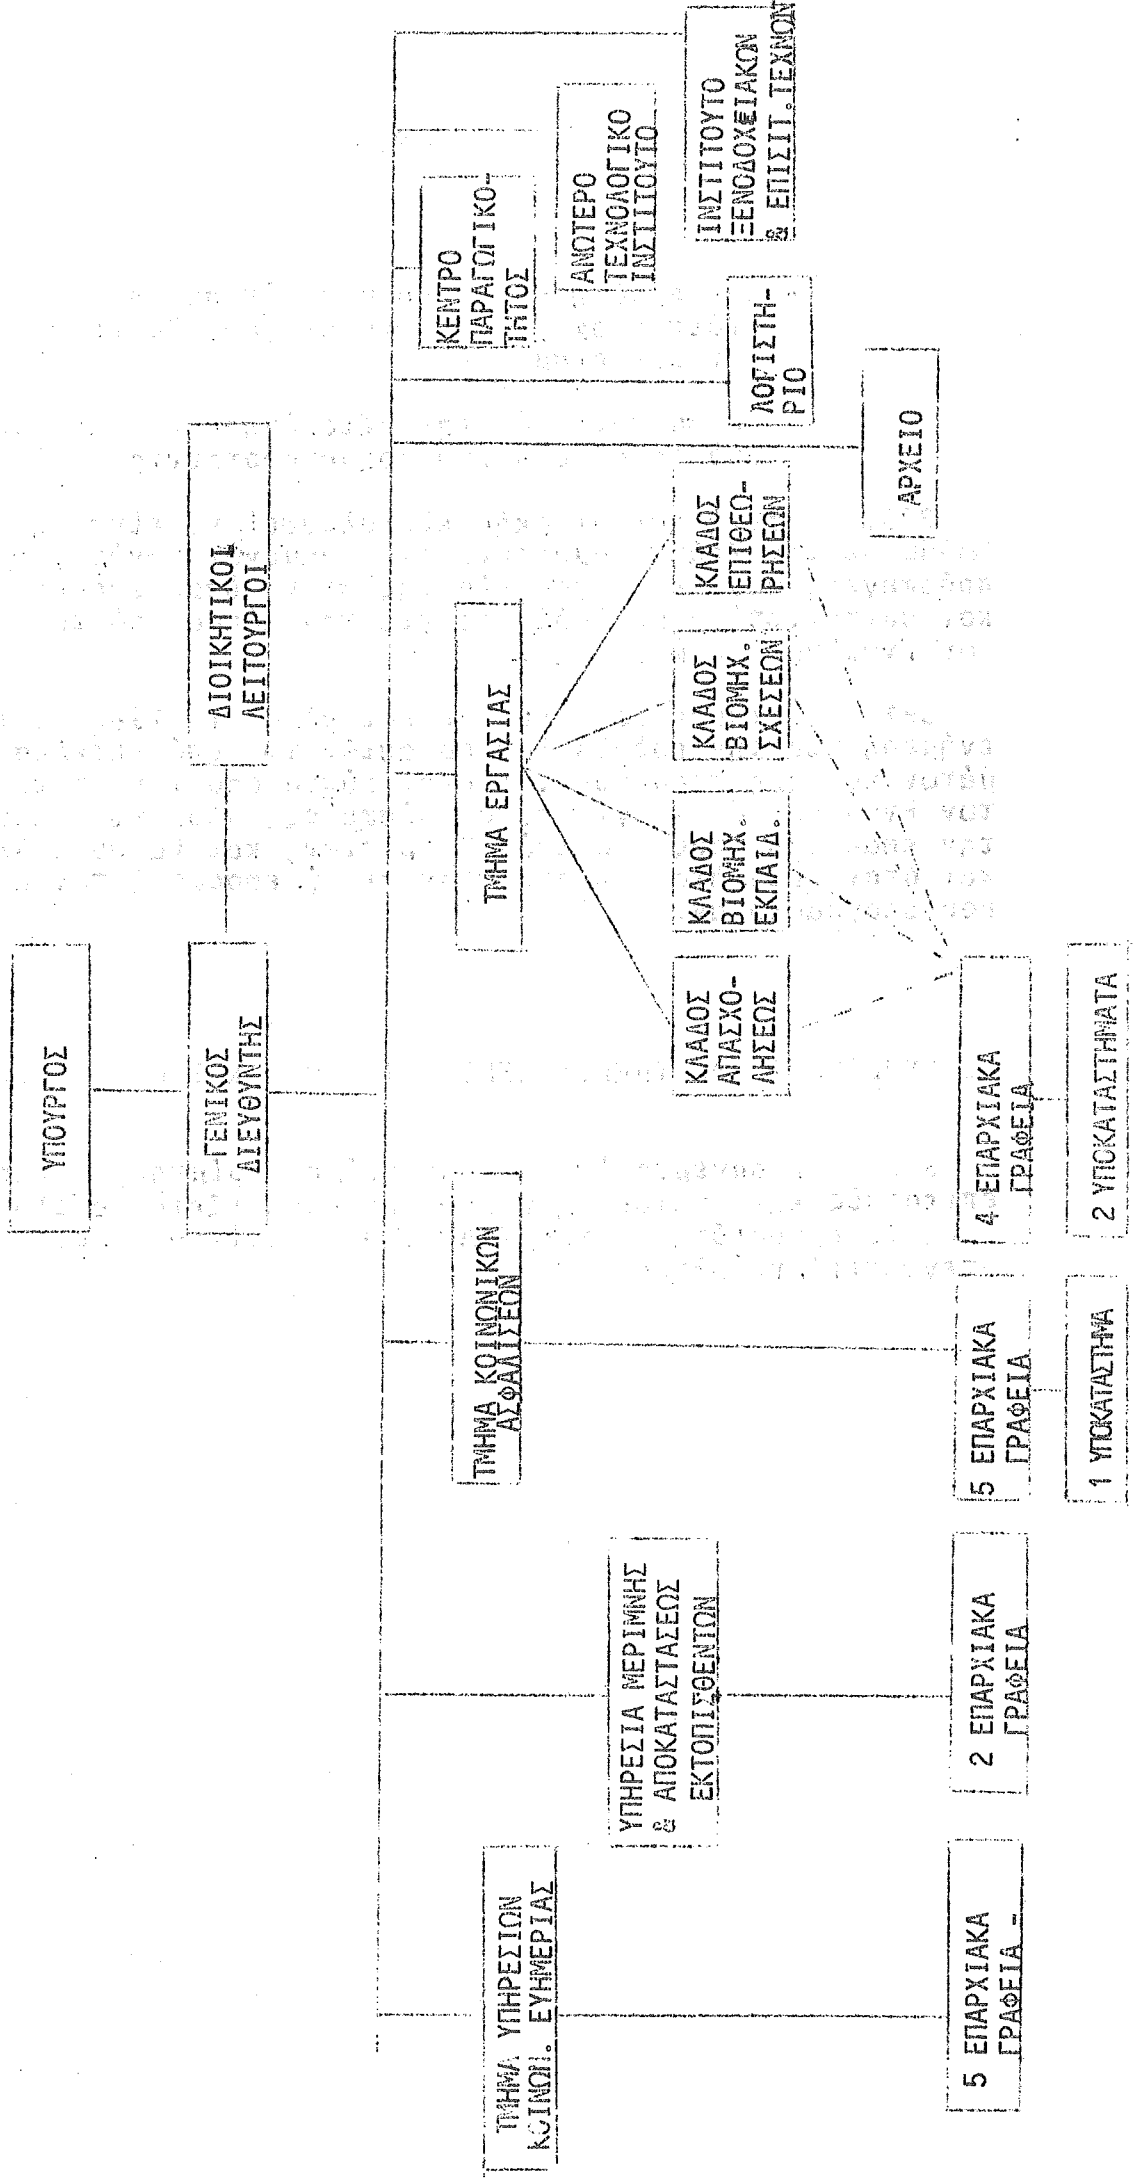 ΥΠΟΥΡΓΟΣ
ΓΕΝΙΚΟΣ
ΔΙΕΥΘΥΝΤΗΣ
ΔΙΟΙΚΗΤΙΚΟΙ
ΛΕΙΤΟΥΡΓΟΙ
ΤΜΗΜΑ ΥΠΗΡΕΣΙΩΝ
ΚΟΙΝΩΝ. ΕΥΗΜΕΡΙΑΣ
5 ΕΠΑΡΧΙΑΚΑ
ΓΡΑΦΕΙΑ -
ΥΠΗΡΕΣΙΑ ΜΕΡΙΜΝΗΣ
& ΑΠΟΚΑΤΑΣΤΑΣΕΩΣ
ΕΚΤΟΠΙΣΘΕΝΤΩΝ
2 ΕΠΑΡΧΙΑΚΑ
ΓΡΑΦΕΙΑ
ΤΜΗΜΑ ΚΟΙΝΩΝΙΚΩΝ
ΑΣΦΑΛΙΣΕΩΝ
5 ΕΠΑΡΧΙΑΚΑ
ΓΡΑΦΕΙΑ
1 ΥΠΟΚΑΤΑΣΤΗΜΑ
ΤΜΗΜΑ ΕΡΓΑΣΙΑΣ
ΚΛΑΔΟΣ
ΑΠΑΣΧΟ-
ΛΗΣΕΩΣ
ΚΛΑΔΟΣ
ΒΙΟΜΗΧ.
ΕΚΠΑΙΔ.
ΚΛΑΔΟΣ
ΒΙΟΜΗΧ.
ΣΧΕΣΕΩΝ
ΚΛΑΔΟΣ
ΕΠΙΘΕΩ-
ΡΗΣΕΩΝ
4 ΕΠΑΡΧΙΑΚΑ
ΓΡΑΦΕΙΑ
2 ΥΠΟΚΑΤΑΣΤΗΜΑΤΑ
ΑΡΧΕΙΟ
ΛΟΓΙΣΤΗ-
ΡΙΟ
ΚΕΝΤΡΟ
ΠΑΡΑΓΩΓΙΚΟ-
ΤΗΤΟΣ
ΑΝΩΤΕΡΟ
ΤΕΧΝΟΛΟΓΙΚΟ
ΙΝΣΤΙΟΥΤΟ
ΙΝΣΤΙΤΟΥΤΟ
ΞΕΝΟΔΟΧΕΙΑΚΩΝ
& ΕΠΙΣΙΤ.ΤΕΧΝΩΝ